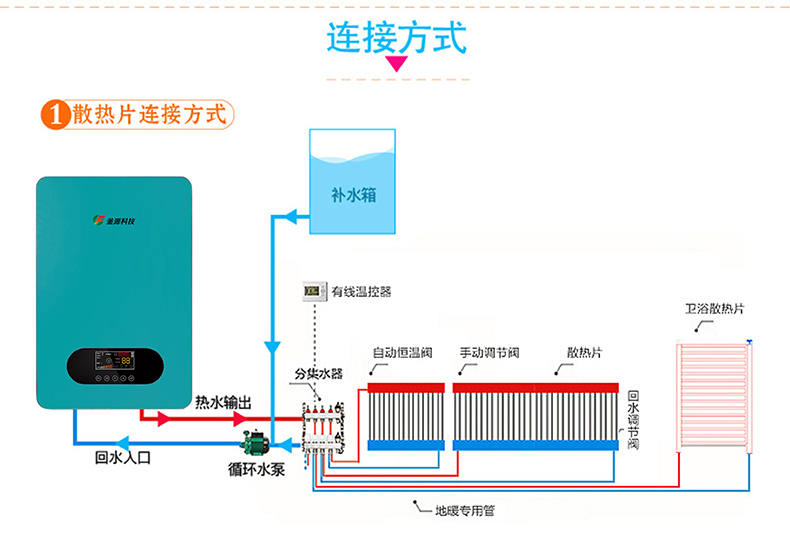 连接方式
1 散热片连接方式
补水箱
金源科技
有线温控器
卫浴散热片
自动恒温阀
手动调节阀
散热片
分集水器
热水输出
回水调节阀
回水入口
循环水泵
地暖专用管